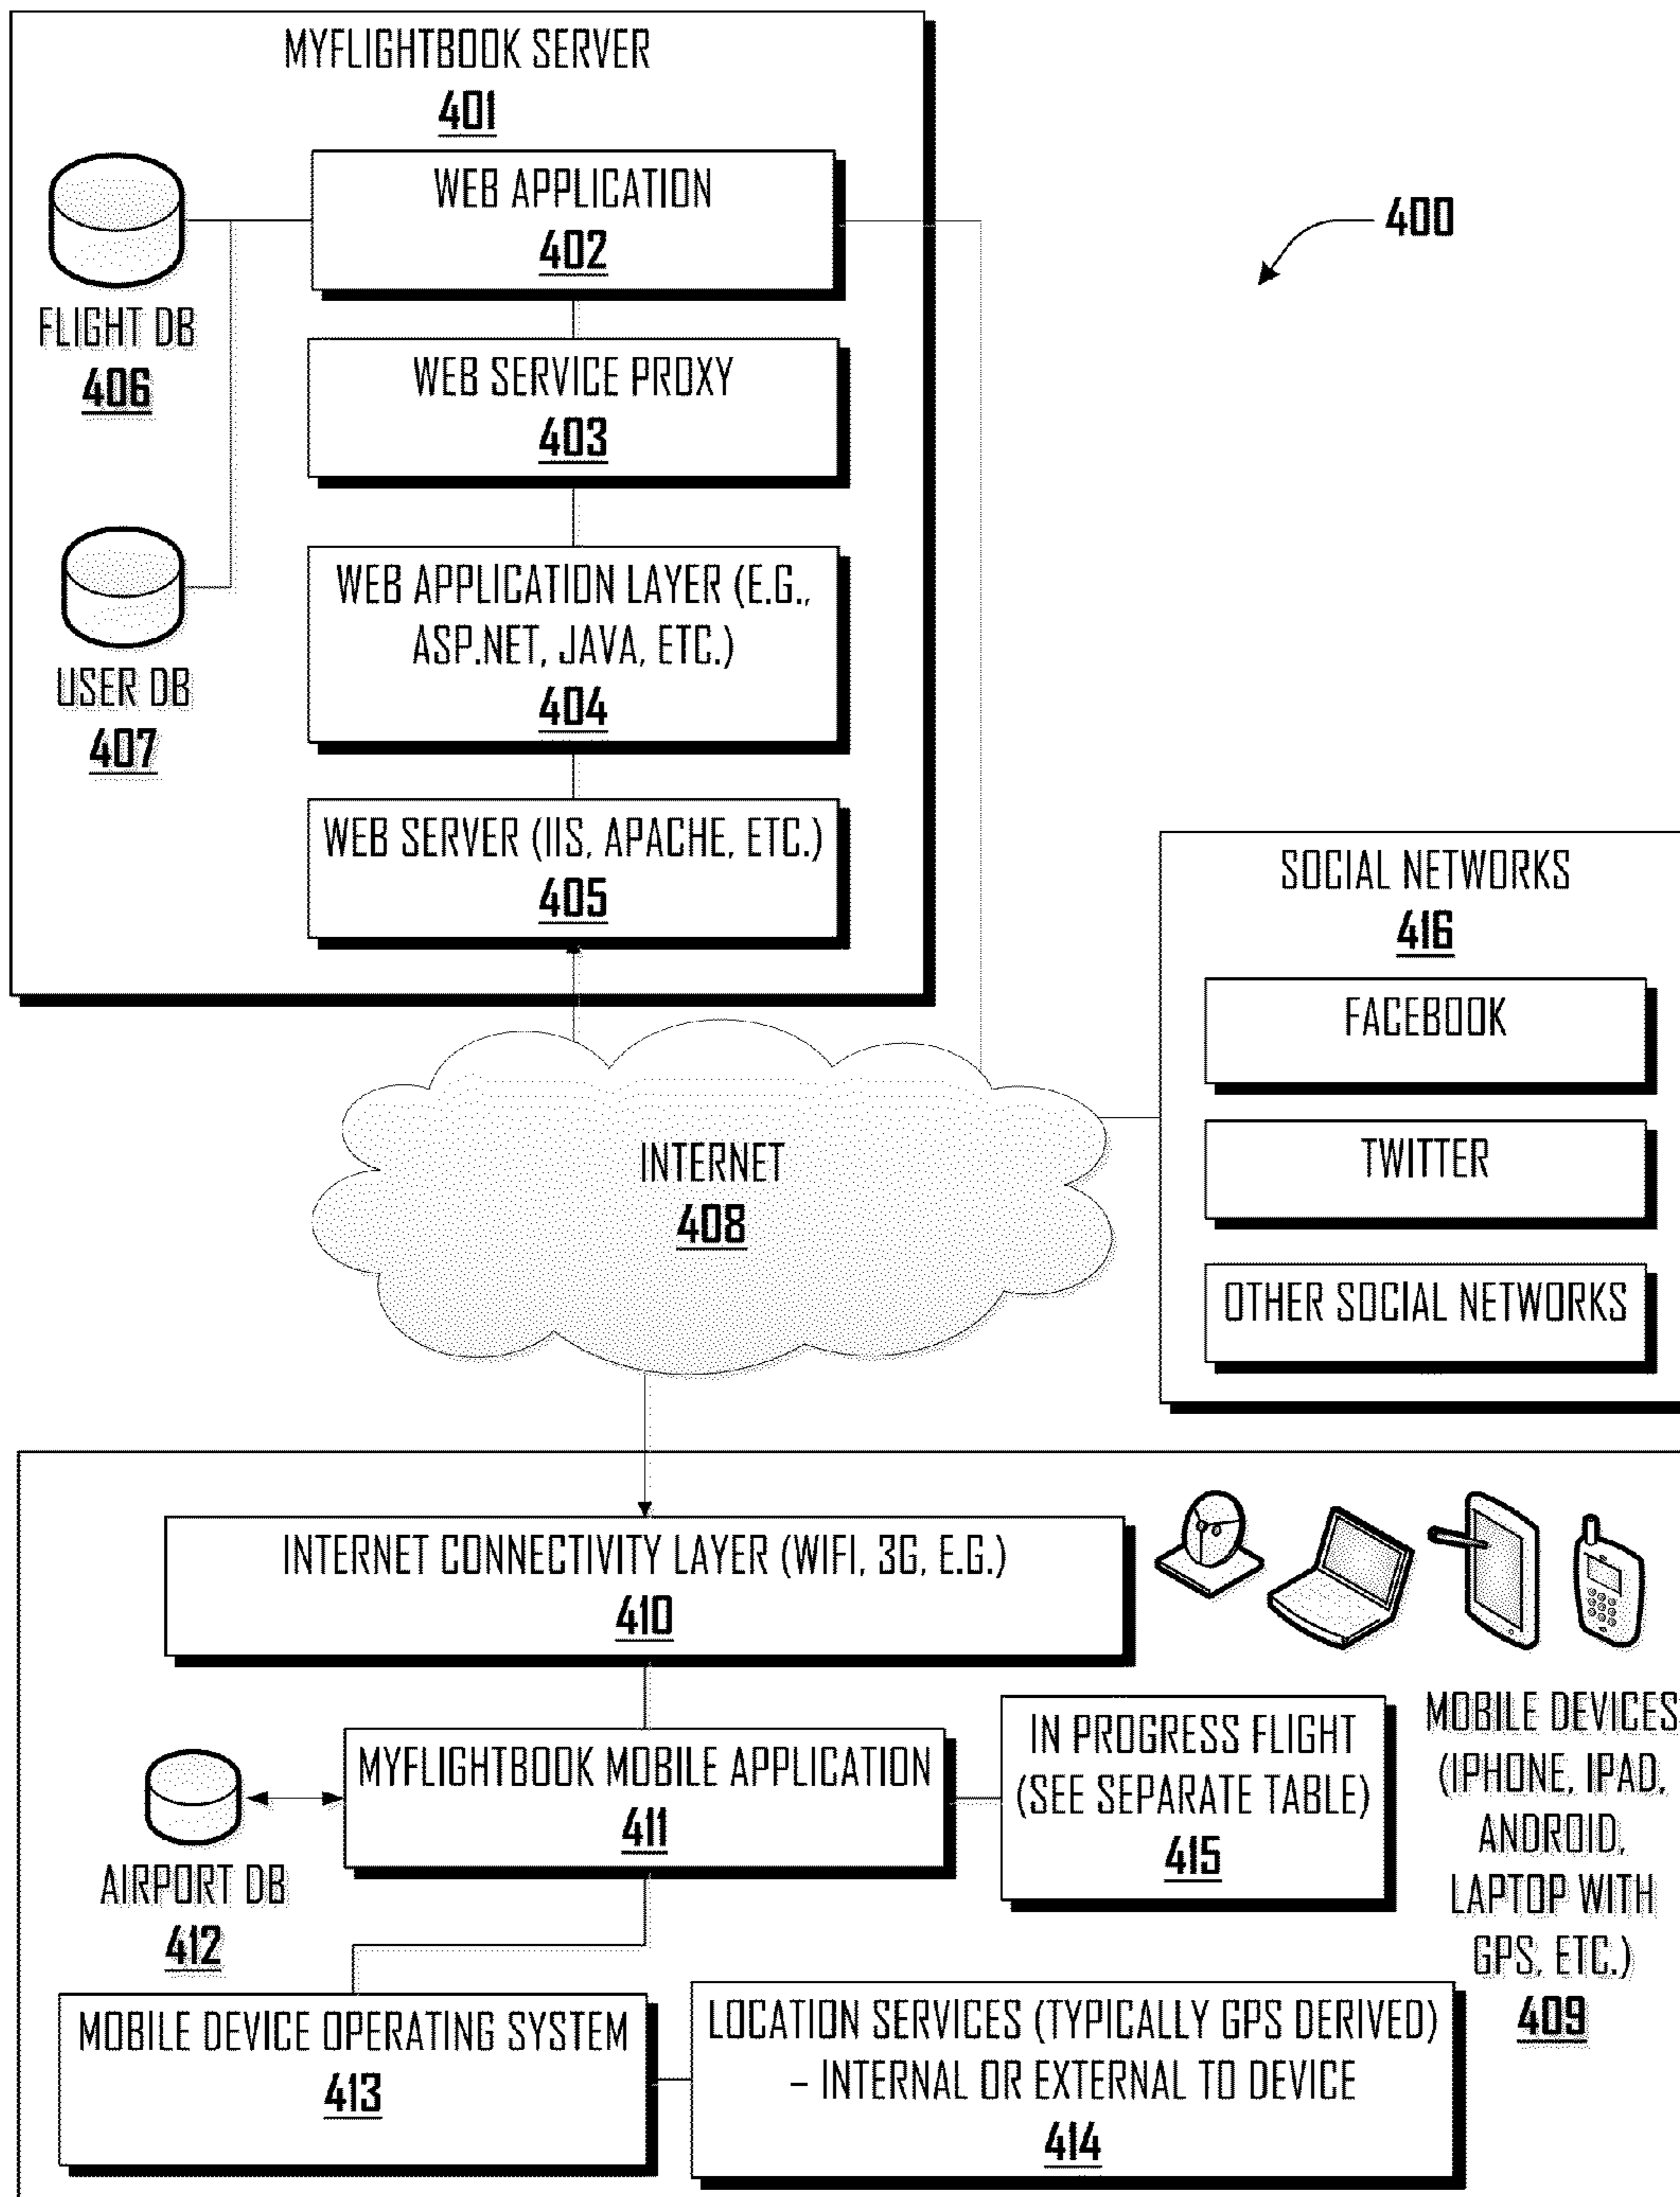 MYFLIGHTBOOK SERVER
401
WEB APPLICATION
402
400
FLIGHT DB
406
WEB SERVICE PROXY
403
WEB APPLICATION LAYER (E.G.,
ASP.NET, JAVA, ETC.)
404
USER DB
407
WEB SERVER (IIS, APACHE, ETC.)
405
SOCIAL NETWORKS
416
FACEBOOK
TWITTER
OTHER SOCIAL NETWORKS
INTERNET
408
INTERNET CONNECTIVITY LAYER (WIFI, 3G, E.G.)
410
MYFLIGHTBOOK MOBILE APPLICATION
411
IN PROGRESS FLIGHT
(SEE SEPARATE TABLE)
415
MOBILE DEVICES
(IPHONE, IPAD,
ANDROID,
LAPTOP WITH
GPS, ETC.)
409
AIRPORT DB
412
MOBILE DEVICE OPERATING SYSTEM
413
LOCATION SERVICES (TYPICALLY GPS DERIVED)
– INTERNAL OR EXTERNAL TO DEVICE
414